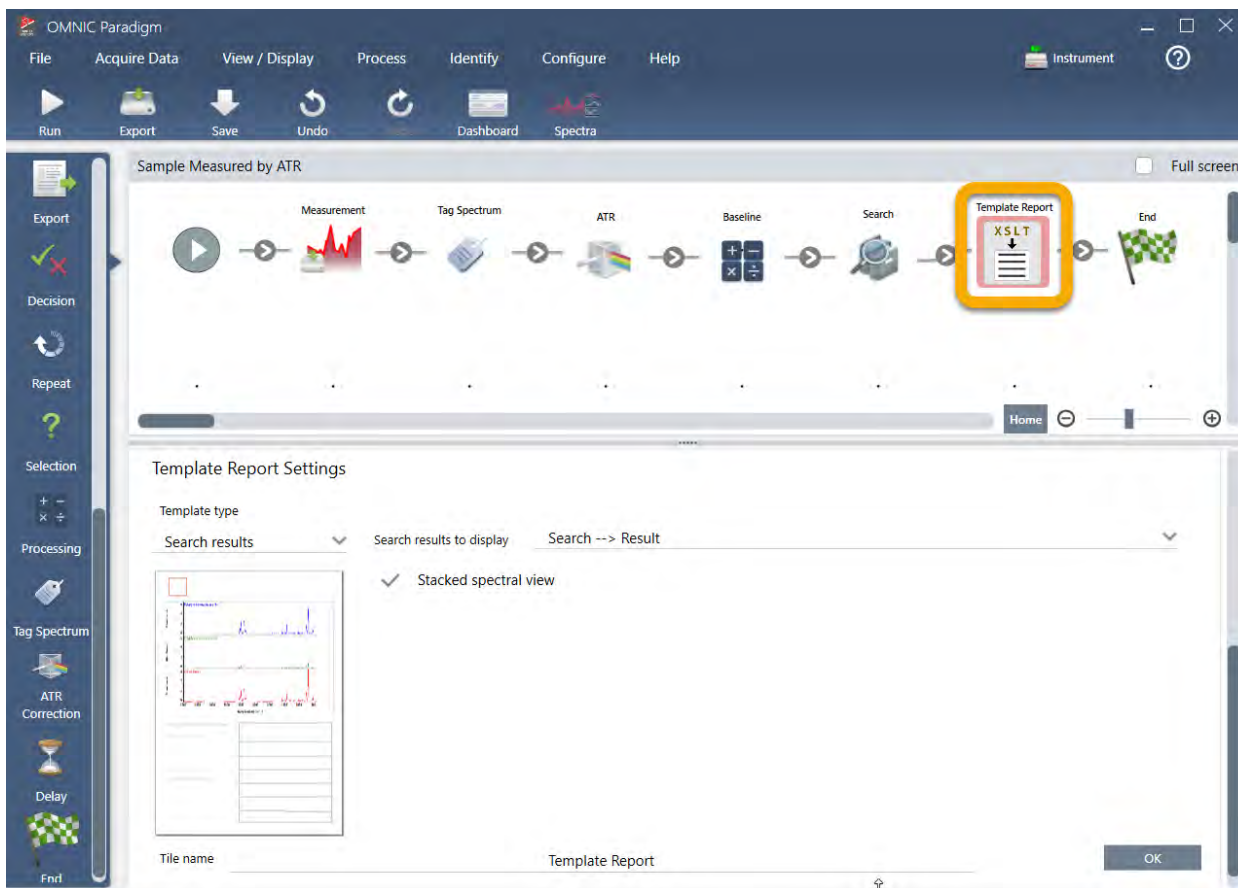 OMNIC Paradigm
File Acquire Data View / Display Process Identify Configure Help Instrument
Run Export Save Undo Dashboard Spectra
Sample Measured by ATR Full screen
Export
Decision
Repeat
Selection
Processing
Tag Spectrum
ATR
Correction
Delay
End
Measurement Tag Spectrum ATR Baseline Search Template Report End
XSLT
Home
Template Report Settings
Template type
Search results Search results to display Search --> Result
Stacked spectral view
Tile name Template Report OK